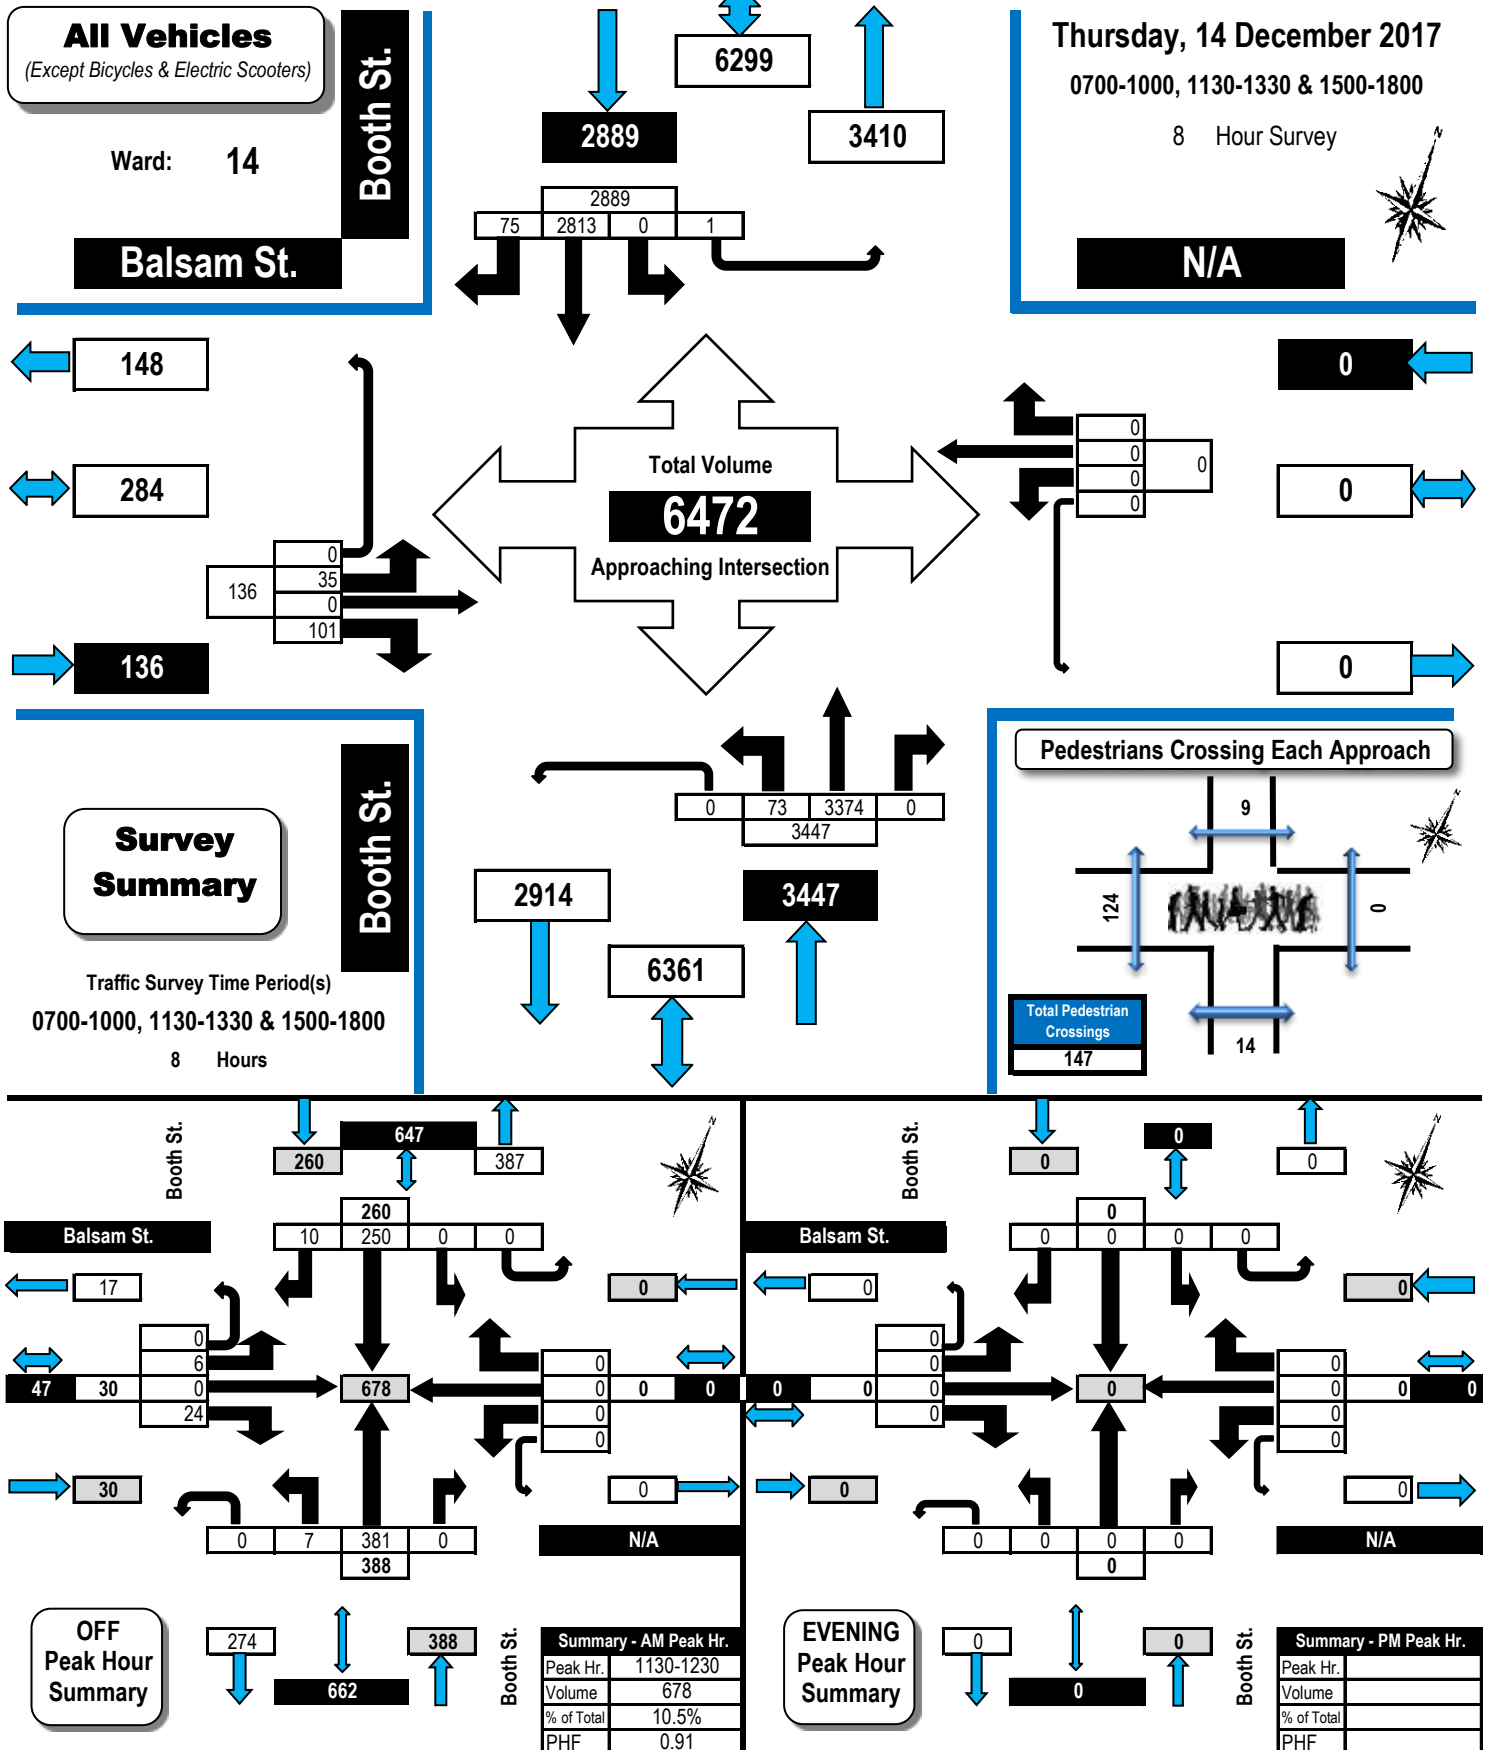 All Vehicles
(Except Bicycles & Electric Scooters)
Ward: 14
Booth St.
Balsam St.
6299
2889
3410
2889
75 2813 0 1
Thursday, 14 December 2017
0700-1000, 1130-1330 & 1500-1800
8 Hour Survey
N
N/A
148
284
0
35
136
0
101
136
Total Volume
6472
Approaching Intersection
0
0
0
0
0
0
0
0
Survey
Summary
Booth St.
Traffic Survey Time Period(s)
0700-1000, 1130-1330 & 1500-1800
8 Hours
0 73 3374 0
3447
2914
3447
6361
Pedestrians Crossing Each Approach
N
9
124
0
14
Total Pedestrian
Crossings
147
Booth St.
647
260
387
N
260
10 250 0 0
Balsam St.
17
0
0
6
47 30 0
24
678
0
0 0 0
0
0
30
0
0 7 381 0
388
N/A
OFF
Peak Hour
Summary
274
388
662
Booth St.
Summary - AM Peak Hr.
Peak Hr. 1130-1230
Volume 678
% of Total 10.5%
PHF 0.91
Booth St.
0
0
0
N
0
0 0 0 0
Balsam St.
0
0
0
0
0 0 0
0
0
0
0 0 0
0
0
0
0
0 0 0 0
0
N/A
EVENING
Peak Hour
Summary
0
0
0
Booth St.
Summary - PM Peak Hr.
Peak Hr.
Volume
% of Total
PHF